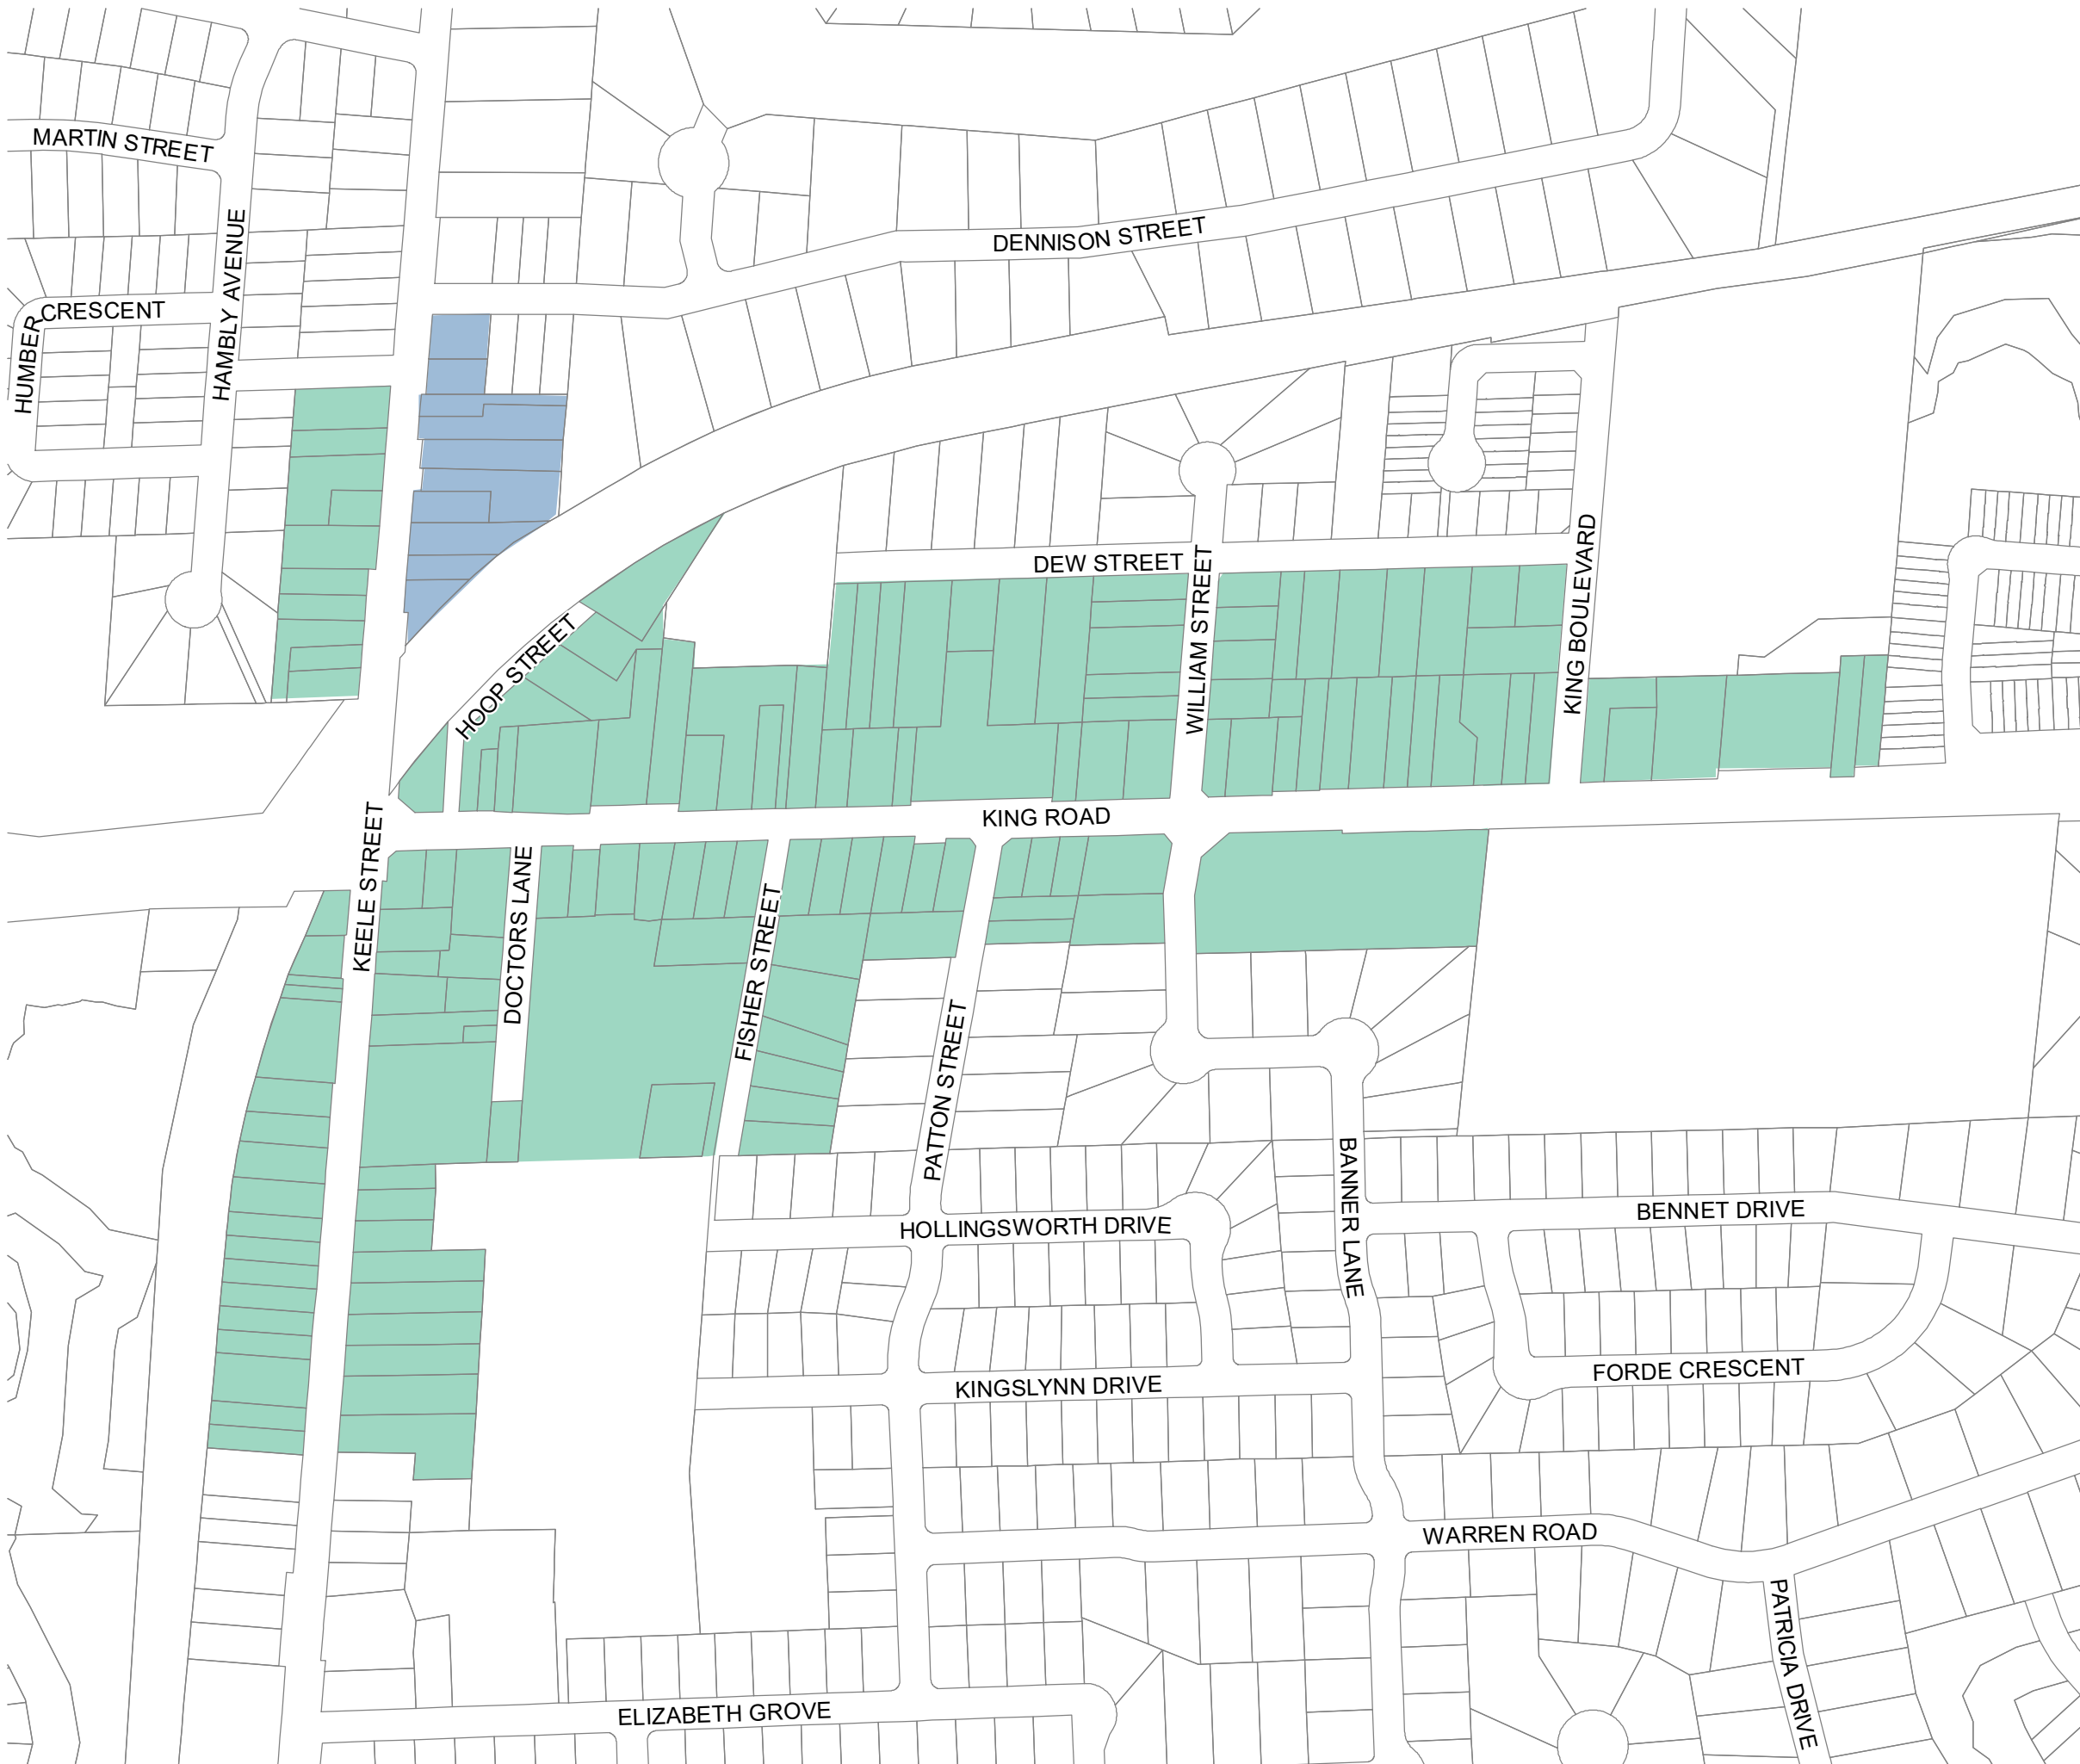 MARTIN STREET
HAMBLY AVENUE
DENNISON STREET
CRESCENT
HUMBER
DEW STREET
WILLIAM STREET
KING BOULEVARD
HOOP STREET
KING ROAD
KEELE STREET
DOCTORS LANE
FISHER STREET
PATTON STREET
BANNER LANE
BENNET DRIVE
HOLLINGSWORTH DRIVE
FORDE CRESCENT
KINGSLYNN DRIVE
WARREN ROAD
PATRICIA DRIVE
ELIZABETH GROVE